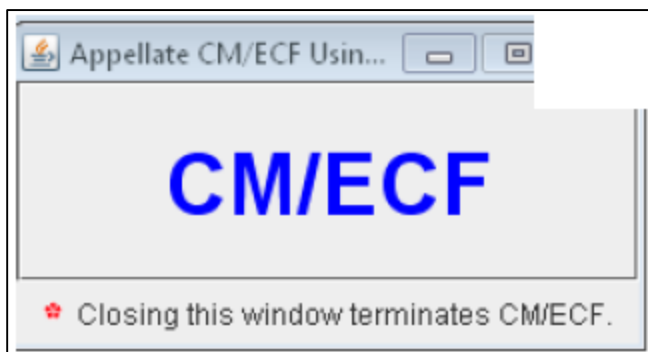 Appellate CM/ECF Usin...
CM/ECF
Closing this window terminates CM/ECF.